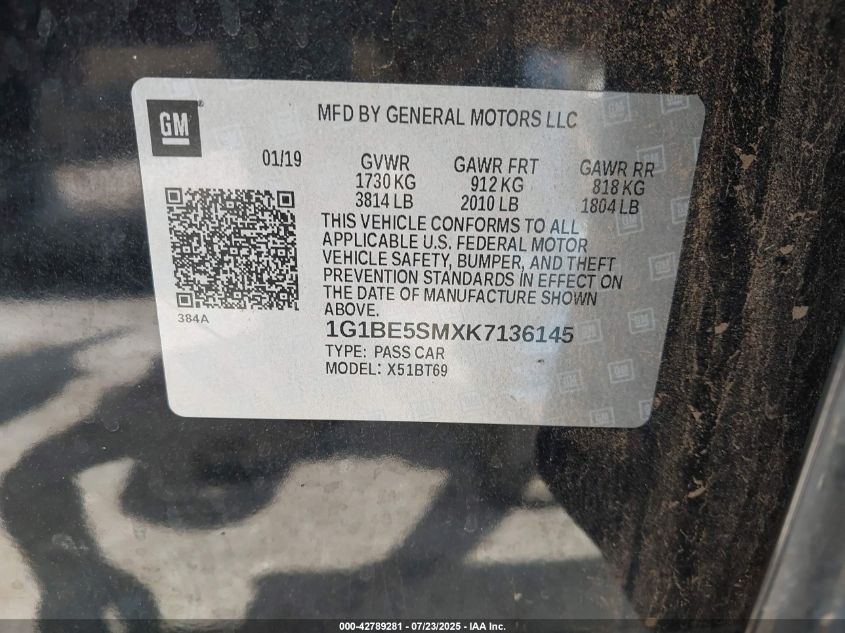 GM
MFD BY GENERAL MOTORS LLC
01/19
GVWR
1730 KG
3814 LB
GAWR FRT
912 KG
2010 LB
GAWR RR
818 KG
1804 LB
THIS VEHICLE CONFORMS TO ALL
APPLICABLE U.S. FEDERAL MOTOR
VEHICLE SAFETY, BUMPER, AND THEFT
PREVENTION STANDARDS IN EFFECT ON
THE DATE OF MANUFACTURE SHOWN
ABOVE.
384A
1G1BE5SMXK7136145
TYPE: PASS CAR
MODEL: X51BT69
000-42789281 - 07/23/2025 - IAA Inc.